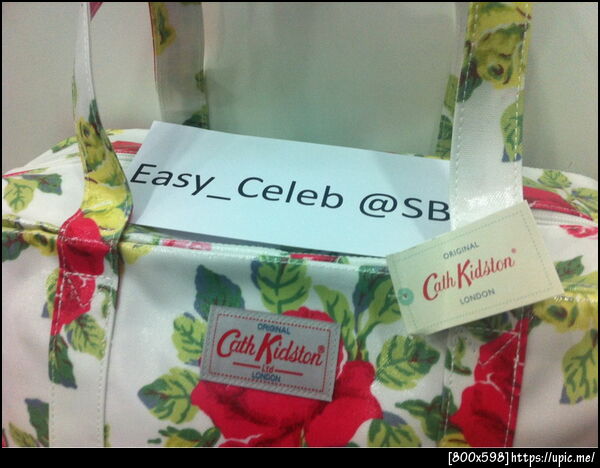 Easy_Celeb @SB
ORIGINAL
Cath Kidston®
LONDON
ORIGINAL
Cath Kidston®
Ltd
LONDON
[800x598]https://upic.me/